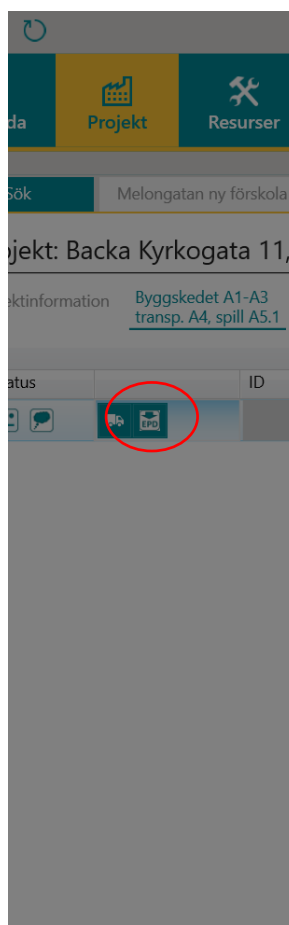 da
Projekt
Resurser
Sök
Melongatan ny förskola
ojekt: Backa Kyrkogata 11,
ektinformation
Byggskedet A1-A3
transp. A4, spill A5.1
atus
ID
EPD